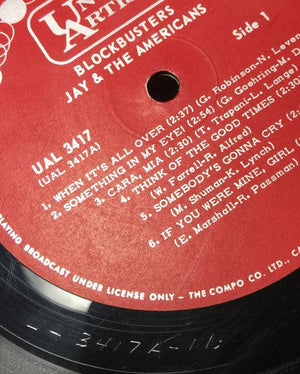 UN
ARTI
BLOCKBUSTERS
JAY & THE AMERICANS
Side 1
UAL 3417
(UAL 3417A)
1. WHEN IT'S ALL OVER (2:37) (G. Robinson-N. Leven
2. SOMETHING IN MY EYE! (2:54) (G. Goehring-M.
3. CARA, MIA (2:30) (T. Trapani-L. Lange)
4. THINK OF THE GOOD TIMES (2:30)
(W. Farrell-R. Alfred)
5. SOMEBODY'S GONNA CRY (2
(M. Shuman-K. Lynch)
6. IF YOU WERE MINE, GIRL (
(E. Marshall-R. Passman
PLAYING BROADCAST UNDER LICENSE ONLY – THE COMPO CO. LTD., C
-- 3417A-1